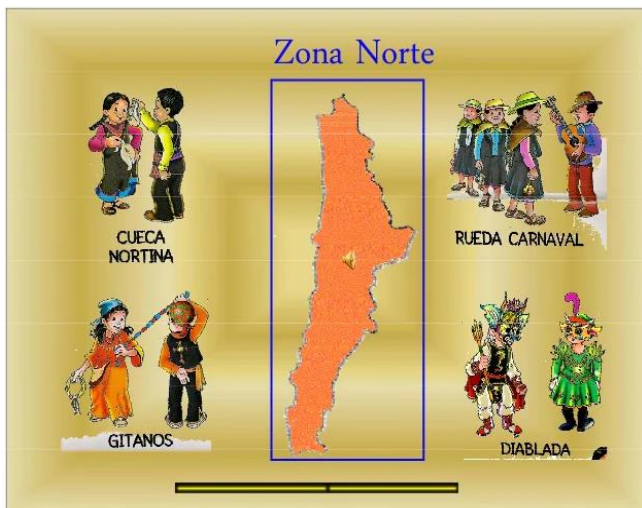 Zona Norte
CUECA
NORTINA
RUEDA CARNAVAL
GITANOS
DIABLADA